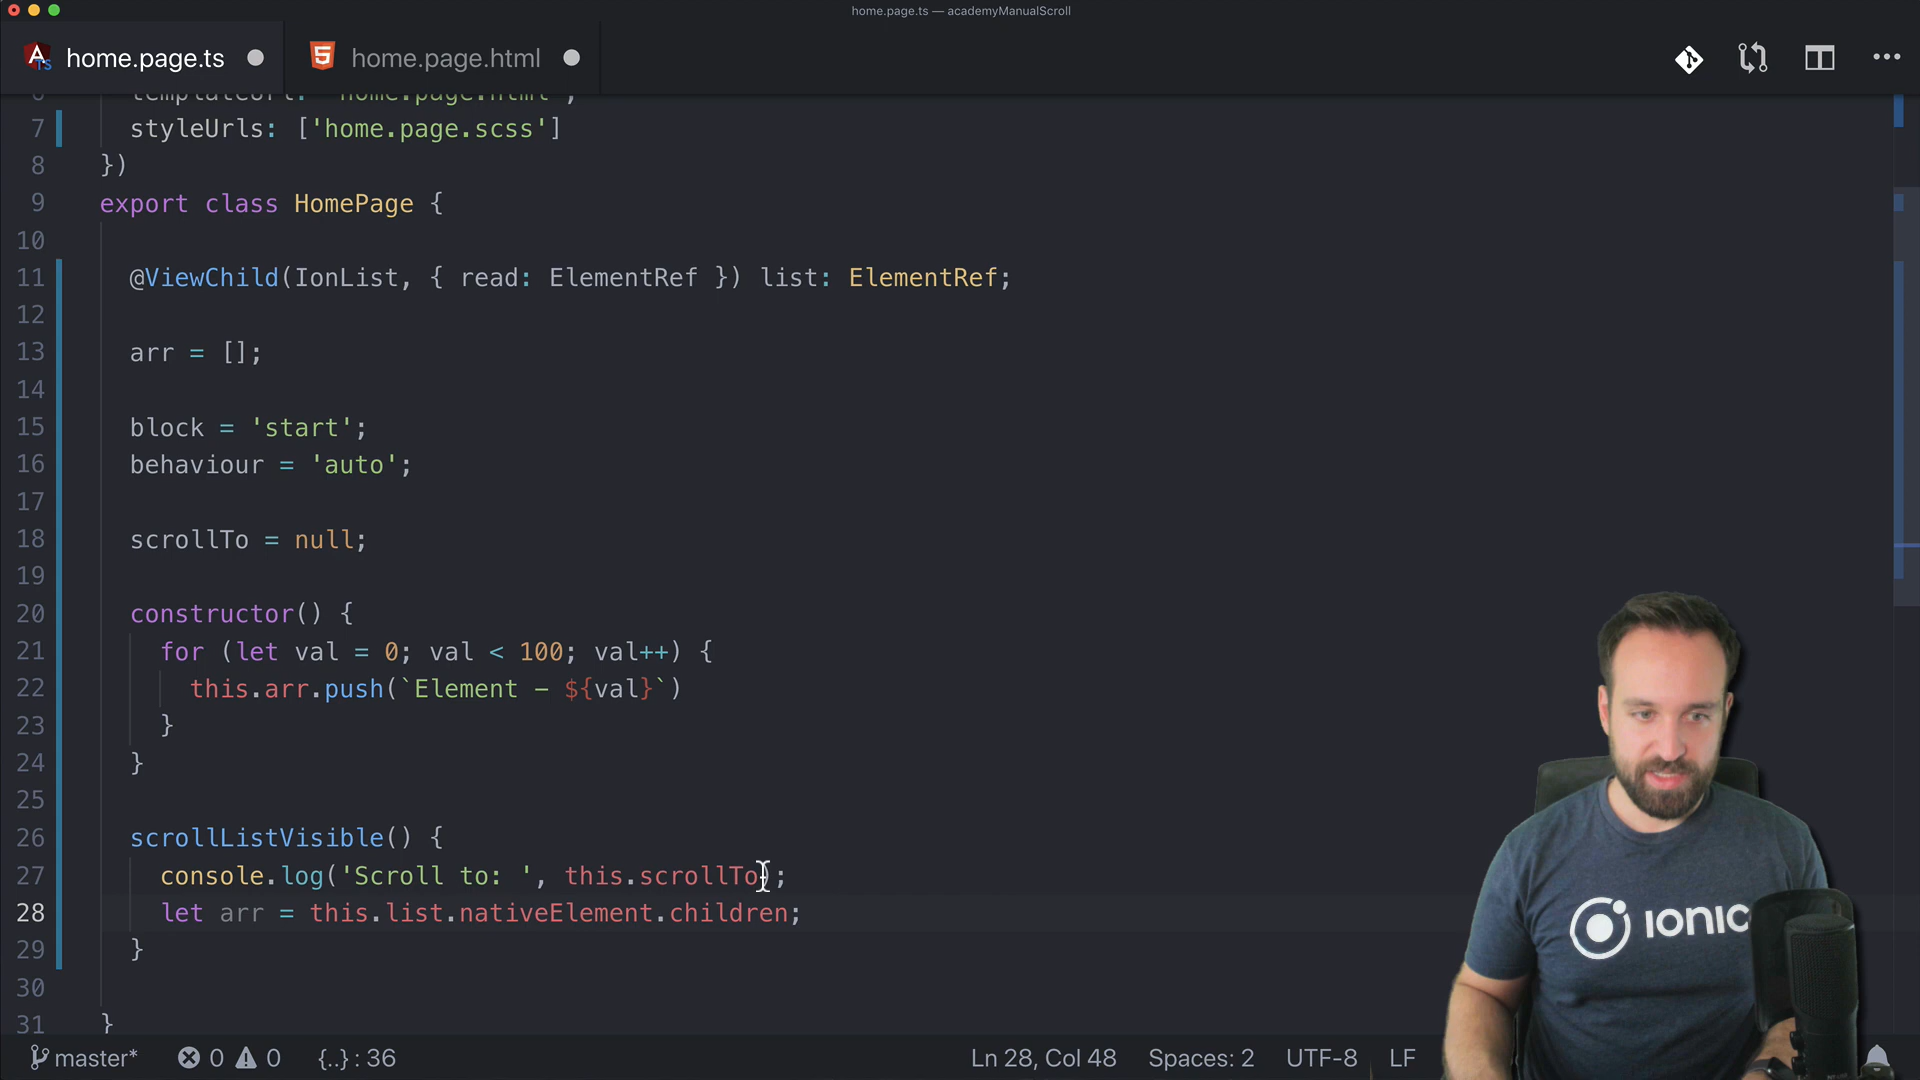 home.page.ts — academyManualScroll
home.page.ts
home.page.html
6 templateUrl: 'home.page.html',
7 styleUrls: ['home.page.scss']
8 })
9 export class HomePage {
10
11 @ViewChild(IonList, { read: ElementRef }) list: ElementRef;
12
13 arr = [];
14
15 block = 'start';
16 behaviour = 'auto';
17
18 scrollTo = null;
19
20 constructor() {
21 for (let val = 0; val < 100; val++) {
22 this.arr.push(`Element – ${val}`)
23 }
24 }
25
26 scrollListVisible() {
27 console.log('Scroll to: ', this.scrollTo);
28 let arr = this.list.nativeElement.children;
29 }
30
31 }
ionic
master* 0 0 {..} : 36 Ln 28, Col 48 Spaces: 2 UTF-8 LF